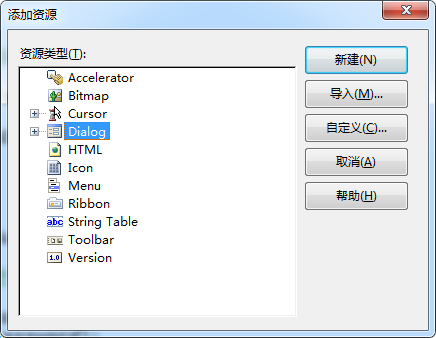 添加资源
资源类型(T):
Accelerator
Bitmap
Cursor
Dialog
HTML
Icon
Menu
Ribbon
abc String Table
Toolbar
1.0 Version
新建(N)
导入(M)...
自定义(C)...
取消(A)
帮助(H)